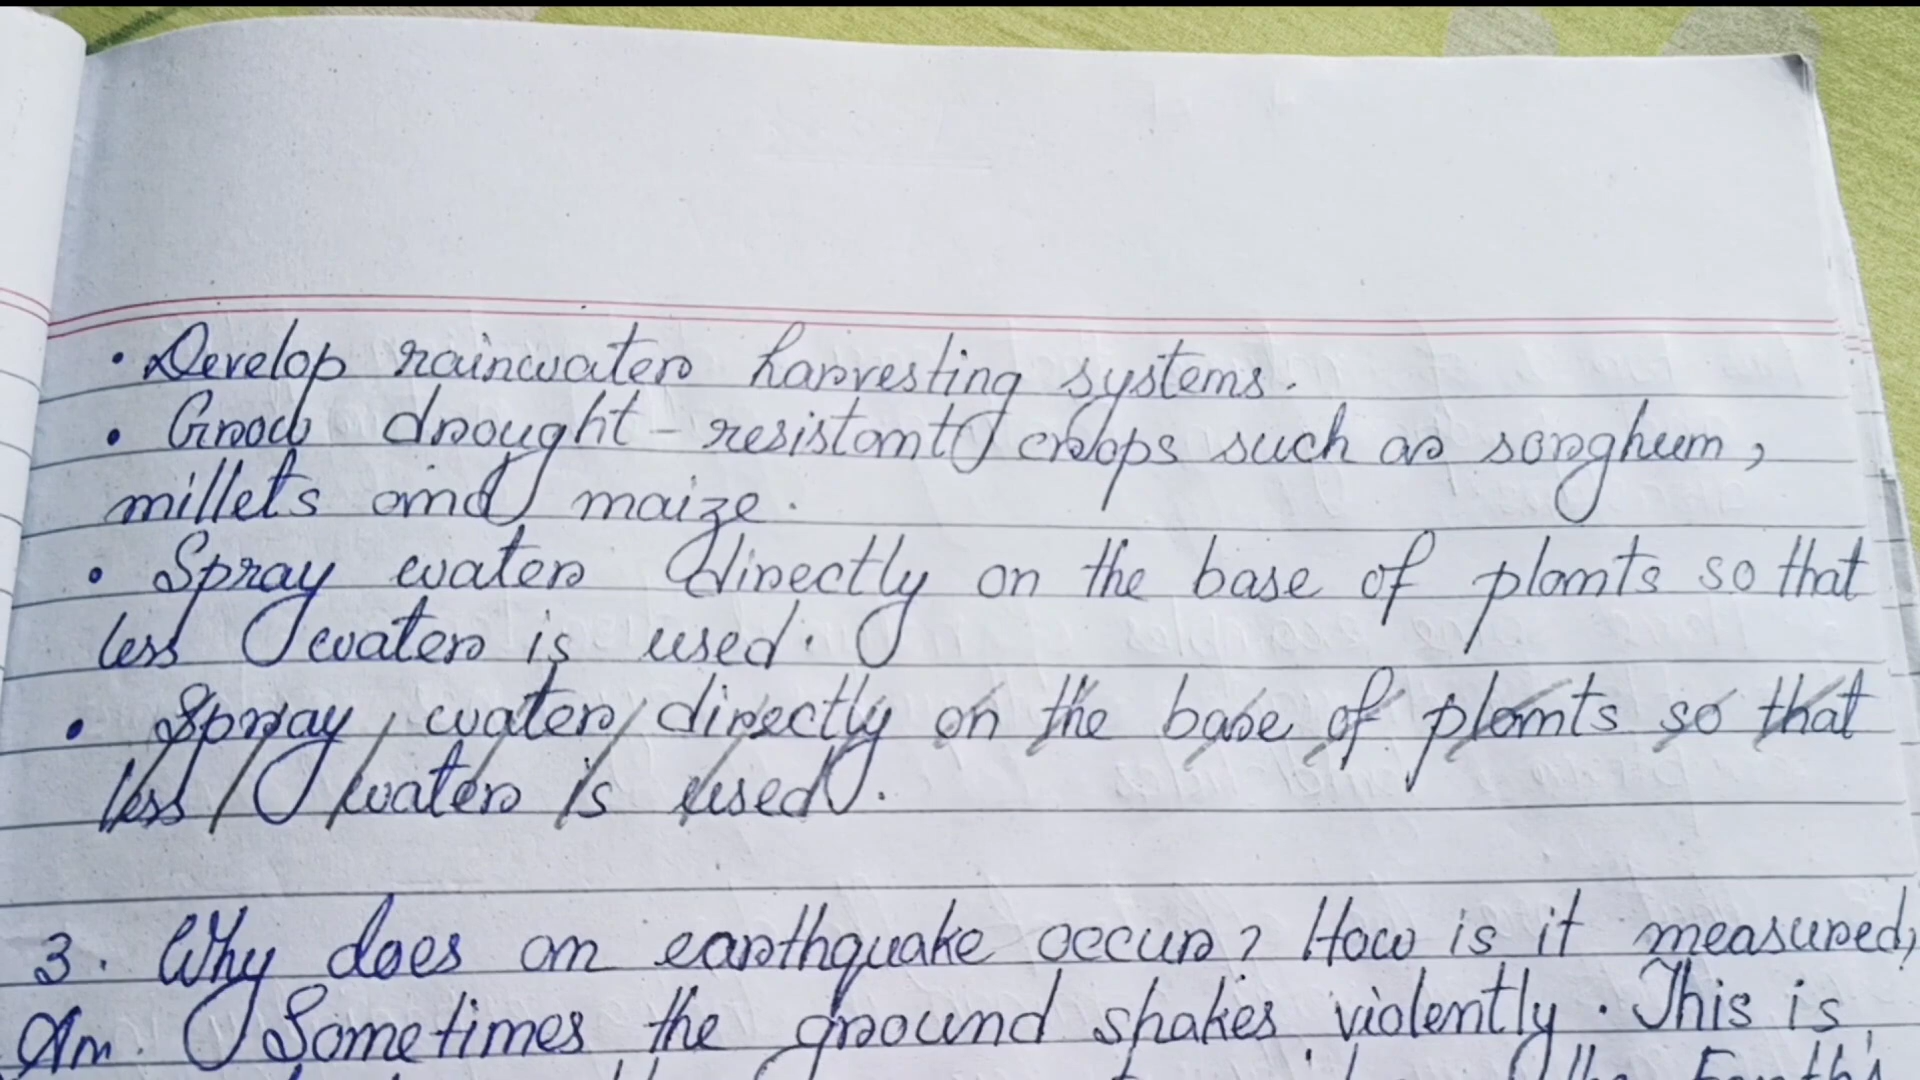 • Develop rainwater harvesting systems.
• Grow drought-resistant crops such as sorghum,
millets and maize.
• Spray water directly on the base of plants so that
less water is used.
• Spray water directly on the base of plants so that
less water is used.
3. Why does an earthquake occur? How is it measured?
An. Sometimes the ground shakes violently. This is
the Earth's